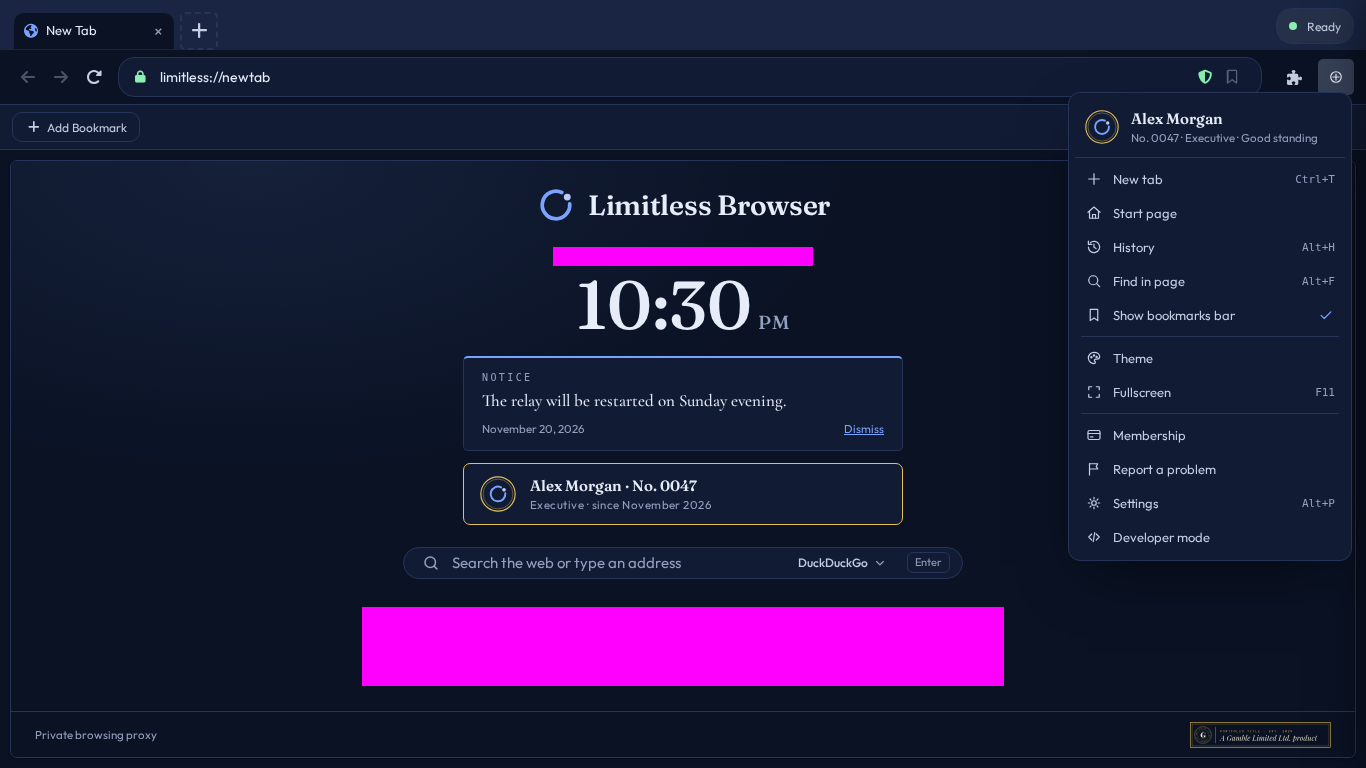 New Tab
Ready
limitless://newtab
Add Bookmark
Alex Morgan
No. 0047 · Executive · Good standing
New tab Ctrl+T
Start page
History Alt+H
Find in page Alt+F
Show bookmarks bar
Theme
Fullscreen F11
Membership
Report a problem
Settings Alt+P
Developer mode
Limitless Browser
10:30 PM
NOTICE
The relay will be restarted on Sunday evening.
November 20, 2026 Dismiss
Alex Morgan · No. 0047
Executive · since November 2026
Search the web or type an address DuckDuckGo Enter
Private browsing proxy
G
A Gamble Limited Ltd. product